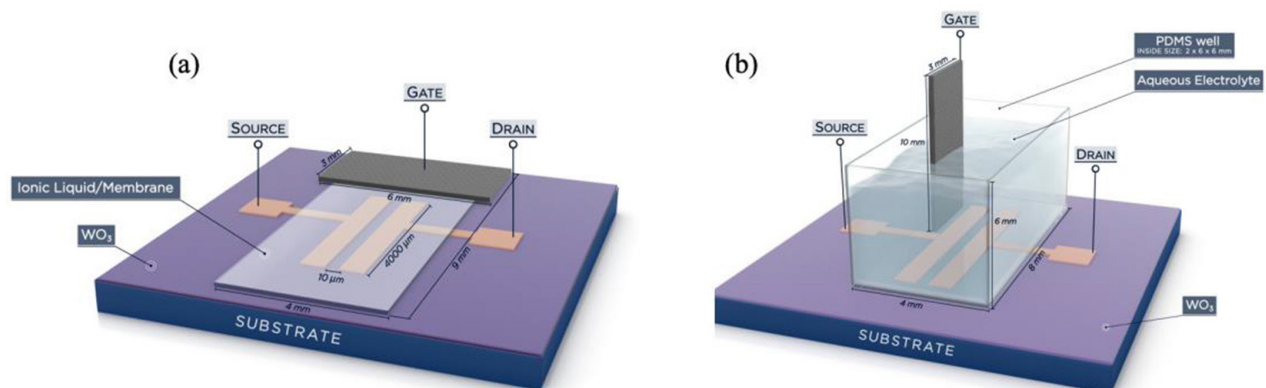 (a)
GATE
SOURCE
DRAIN
3 mm
Ionic Liquid/Membrane
6 mm
WO₃
4000 µm
9 mm
10 µm
4 mm
SUBSTRATE
(b)
GATE
PDMS well
INSIDE SIZE: 2 x 6 x 6 mm
3 mm
Aqueous Electrolyte
SOURCE
10 mm
DRAIN
6 mm
8 mm
4 mm
WO₃
SUBSTRATE